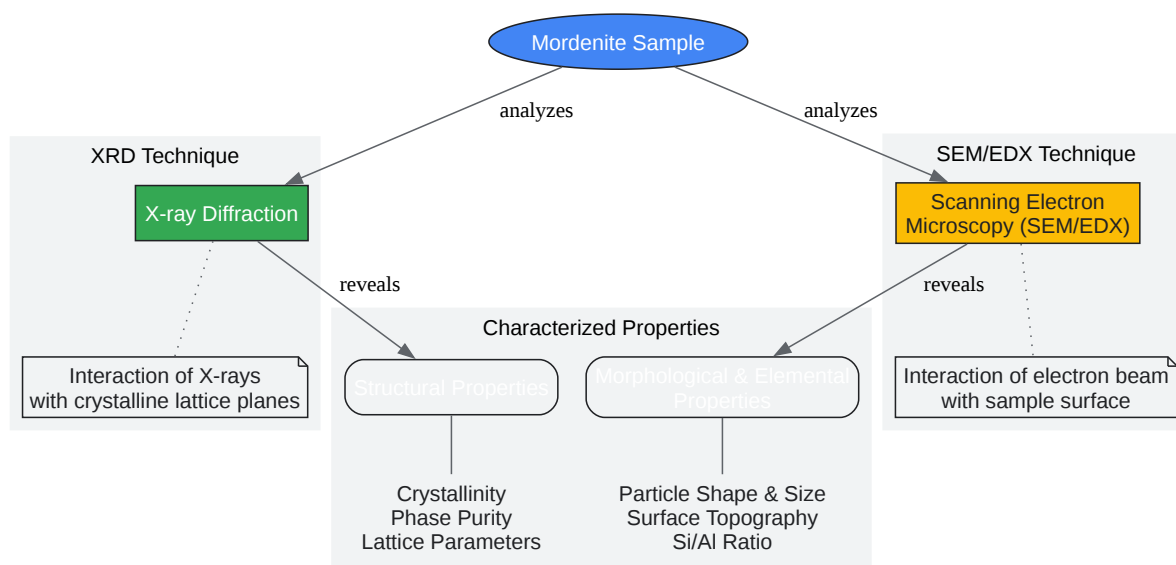 Mordenite Sample
analyzes
analyzes
XRD Technique
SEM/EDX Technique
X-ray Diffraction
Scanning Electron
Microscopy (SEM/EDX)
reveals
reveals
Characterized Properties
Interaction of X-rays
with crystalline lattice planes
Structural Properties
Morphological & Elemental
Properties
Interaction of electron beam
with sample surface
Crystallinity
Phase Purity
Lattice Parameters
Particle Shape & Size
Surface Topography
Si/Al Ratio